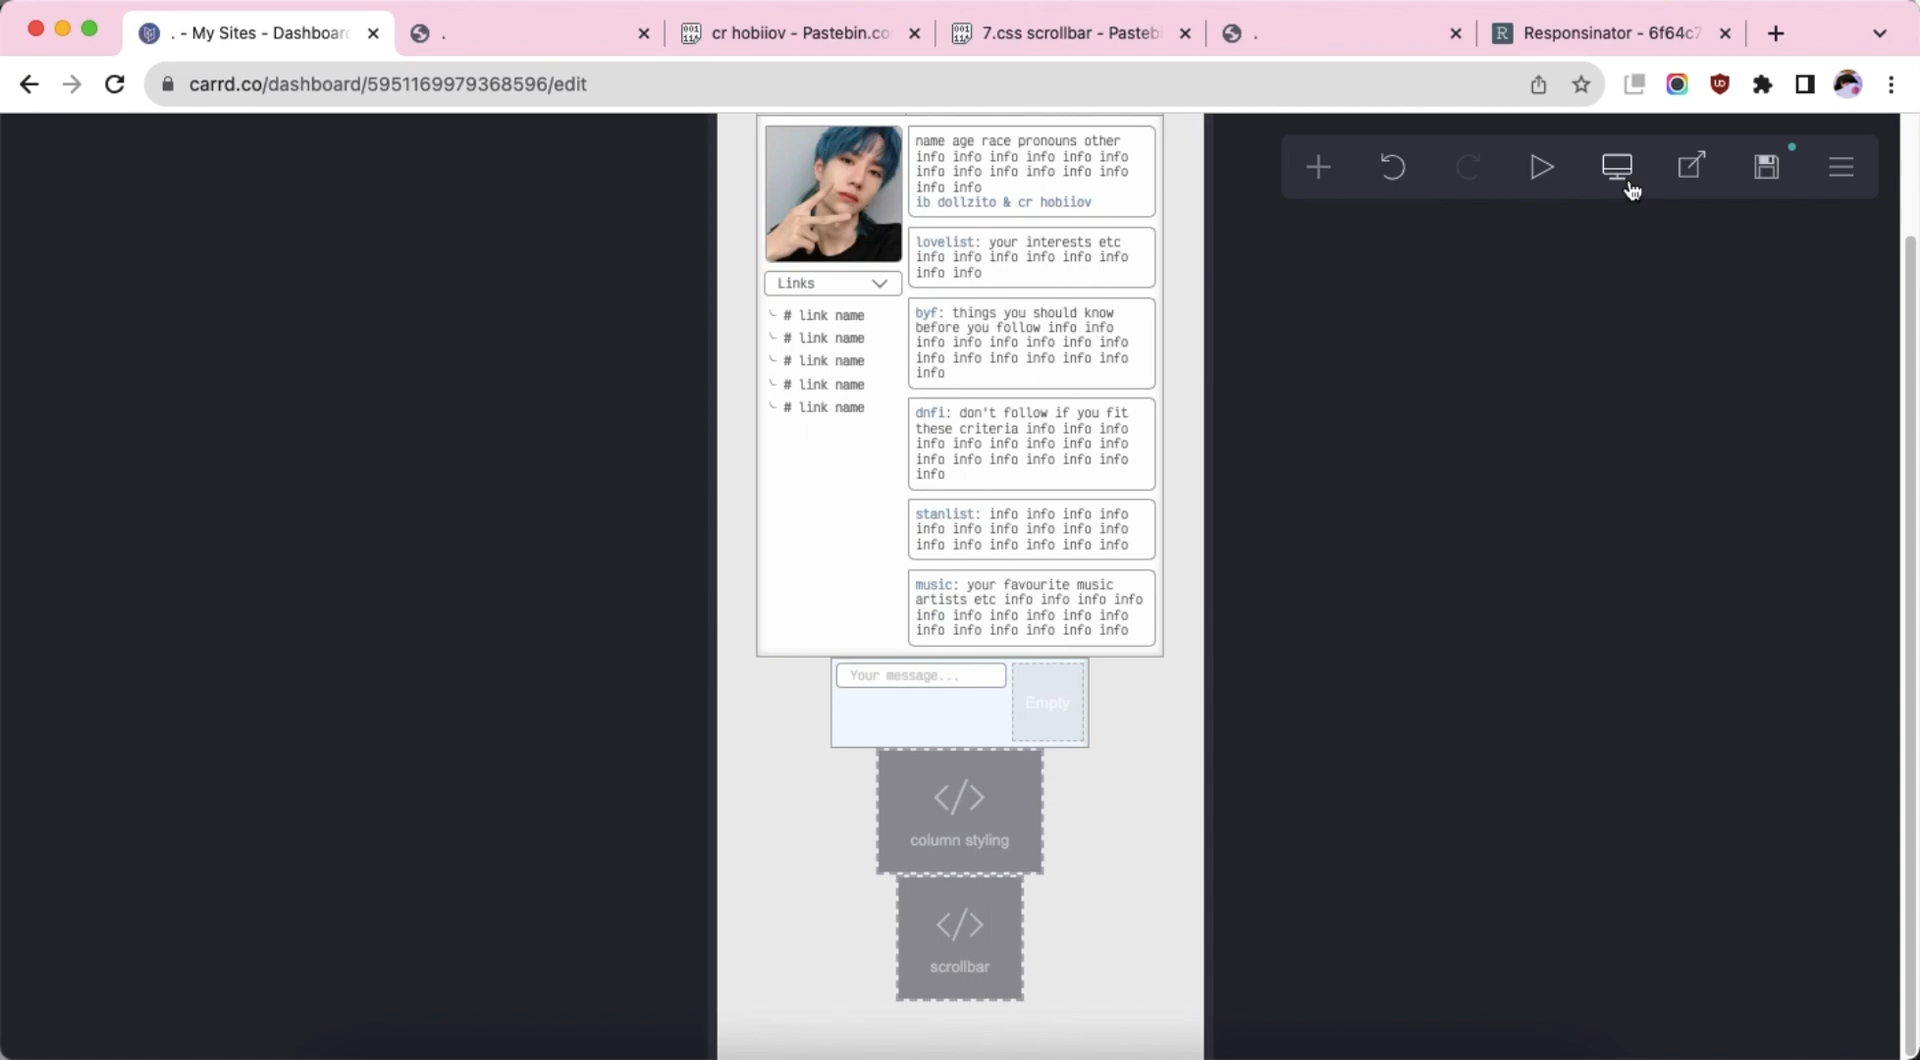 . - My Sites - Dashboard
.
cr hobiiov - Pastebin.co
7.css scrollbar - Pasteb
.
Responsinator - 6f64c7
carrd.co/dashboard/5951169979368596/edit
name age race pronouns other
info info info info info info
info info info info info info
info info
ib dollzito & cr hobiiov
Links
# link name
# link name
# link name
# link name
# link name
lovelist: your interests etc
info info info info info info
info info
byf: things you should know
before you follow info info
info info info info info info
info info info info info info
info
dnfi: don't follow if you fit
these criteria info info info
info info info info info info
info info info info info info
info
stanlist: info info info info
info info info info info info
info info info info info info
music: your favourite music
artists etc info info info info
info info info info info info
info info info info info info
Your message...
Empty
</>
column styling
</>
scrollbar